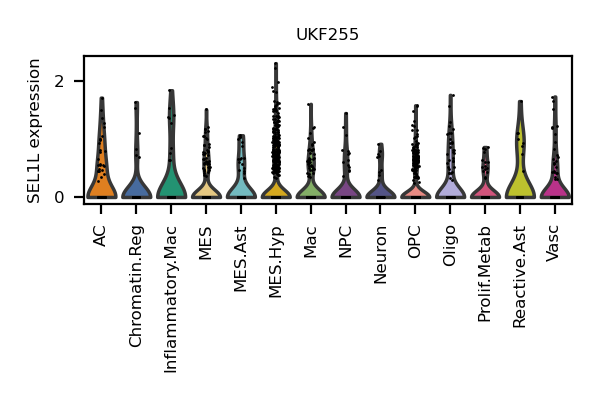 UKF255
SEL1L expression
2
0
AC
Chromatin.Reg
Inflammatory.Mac
MES
MES.Ast
MES.Hyp
Mac
NPC
Neuron
OPC
Oligo
Prolif.Metab
Reactive.Ast
Vasc